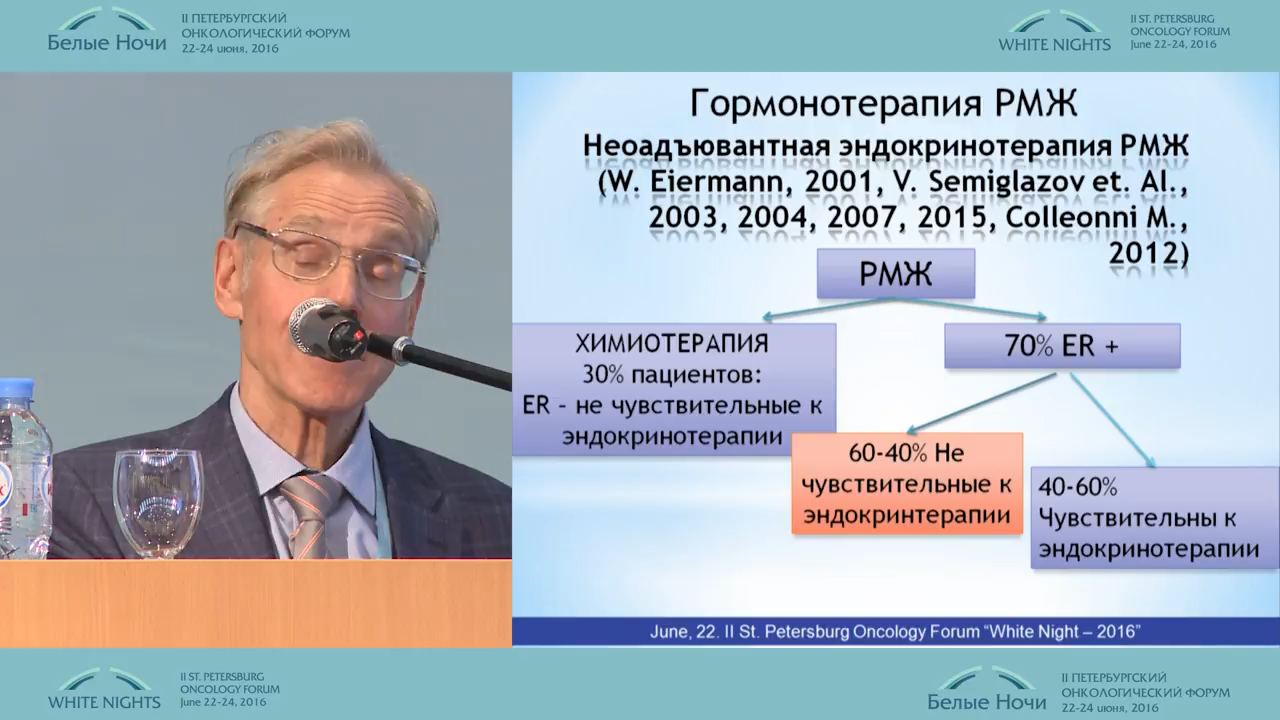 Белые Ночи
II ПЕТЕРБУРГСКИЙ
ОНКОЛОГИЧЕСКИЙ ФОРУМ
22-24 июня, 2016
WHITE NIGHTS
II ST. PETERSBURG
ONCOLOGY FORUM
June 22-24, 2016
Гормонотерапия РМЖ
Неоадъювантная эндокринотерапия РМЖ
(W. Eiermann, 2001, V. Semiglazov et. Al.,
2003, 2004, 2007, 2015, Colleonni M.,
2012)
РМЖ
ХИМИОТЕРАПИЯ
30% пациентов:
ER – не чувствительные к
эндокринотерапии
70% ER +
60-40% Не
чувствительные к
эндокринтерапии
40-60%
Чувствительны к
эндокринотерапии
June, 22. II St. Petersburg Oncology Forum “White Night – 2016”
WHITE NIGHTS
II ST. PETERSBURG
ONCOLOGY FORUM
June 22-24, 2016
Белые Ночи
II ПЕТЕРБУРГСКИЙ
ОНКОЛОГИЧЕСКИЙ ФОРУМ
22-24 июня, 2016